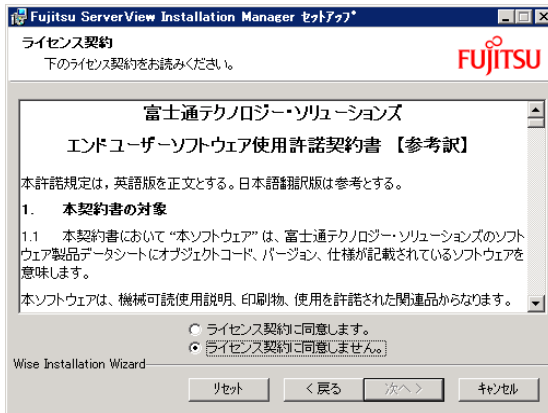 Fujitsu ServerView Installation Manager ｾｯﾄｱｯﾌﾟ
ライセンス契約
下のライセンス契約をお読みください。
FUJITSU
富士通テクノロジー・ソリューションズ
エンドユーザーソフトウェア使用許諾契約書 【参考訳】
本許諾規定は，英語版を正文とする。日本語翻訳版は参考とする。
1. 本契約書の対象
1.1 本契約書において “本ソフトウェア” は、富士通テクノロジー・ソリューションズのソフト
ウェア製品データシートにオブジェクトコード、バージョン、仕様が記載されているソフトウェアを
意味します。
本ソフトウェアは、機械可読使用説明、印刷物、使用を許諾された関連品からなります。
ライセンス契約に同意します。
ライセンス契約に同意しません。
Wise Installation Wizard
リセット
< 戻る
次へ >
キャンセル